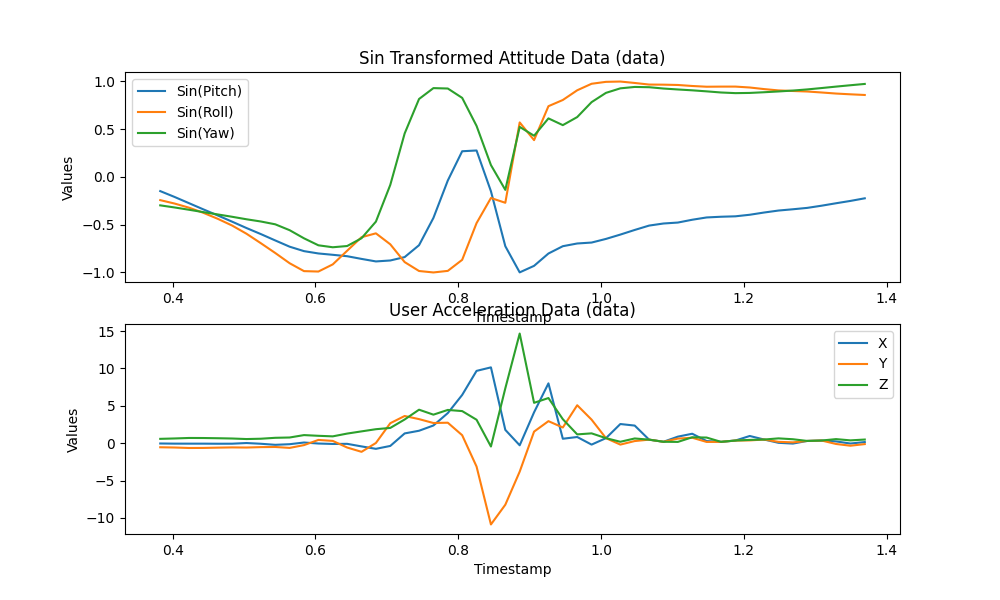 Sin Transformed Attitude Data (data)
Sin(Pitch)
Sin(Roll)
Sin(Yaw)
Values
1.0
0.5
0.0
−0.5
−1.0
0.4 0.6 0.8 1.0 1.2 1.4
Timestamp
User Acceleration Data (data)
X
Y
Z
Values
15
10
5
0
−5
−10
0.4 0.6 0.8 1.0 1.2 1.4
Timestamp